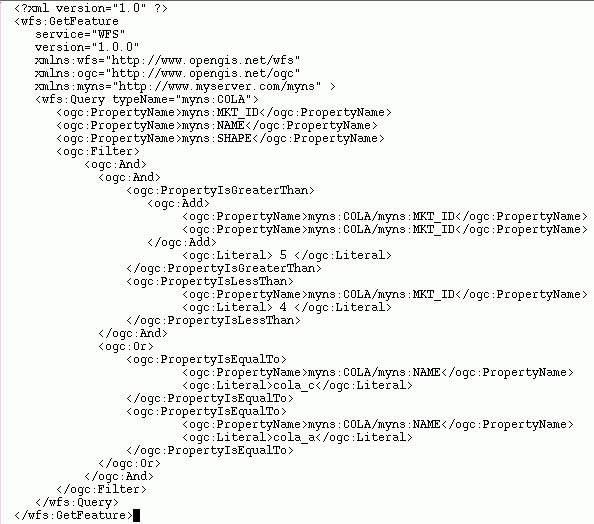 <?xml version="1.0" ?>
<wfs:GetFeature
service="WFS"
version="1.0.0"
xmlns:wfs="http://www.opengis.net/wfs"
xmlns:ogc="http://www.opengis.net/ogc"
xmlns:myns="http://www.myserver.com/myns" >
<wfs:Query typeName="myns:COLA">
<ogc:PropertyName>myns:MKT_ID</ogc:PropertyName>
<ogc:PropertyName>myns:NAME</ogc:PropertyName>
<ogc:PropertyName>myns:SHAPE</ogc:PropertyName>
<ogc:Filter>
<ogc:And>
<ogc:And>
<ogc:PropertyIsGreaterThan>
<ogc:Add>
<ogc:PropertyName>myns:COLA/myns:MKT_ID</ogc:PropertyName>
<ogc:PropertyName>myns:COLA/myns:MKT_ID</ogc:PropertyName>
</ogc:Add>
<ogc:Literal> 5 </ogc:Literal>
</ogc:PropertyIsGreaterThan>
<ogc:PropertyIsLessThan>
<ogc:PropertyName>myns:COLA/myns:MKT_ID</ogc:PropertyName>
<ogc:Literal> 4 </ogc:Literal>
</ogc:PropertyIsLessThan>
</ogc:And>
<ogc:Or>
<ogc:PropertyIsEqualTo>
<ogc:PropertyName>myns:COLA/myns:NAME</ogc:PropertyName>
<ogc:Literal>cola_c</ogc:Literal>
</ogc:PropertyIsEqualTo>
<ogc:PropertyIsEqualTo>
<ogc:PropertyName>myns:COLA/myns:NAME</ogc:PropertyName>
<ogc:Literal>cola_a</ogc:Literal>
</ogc:PropertyIsEqualTo>
</ogc:Or>
</ogc:And>
</ogc:Filter>
</wfs:Query>
</wfs:GetFeature>